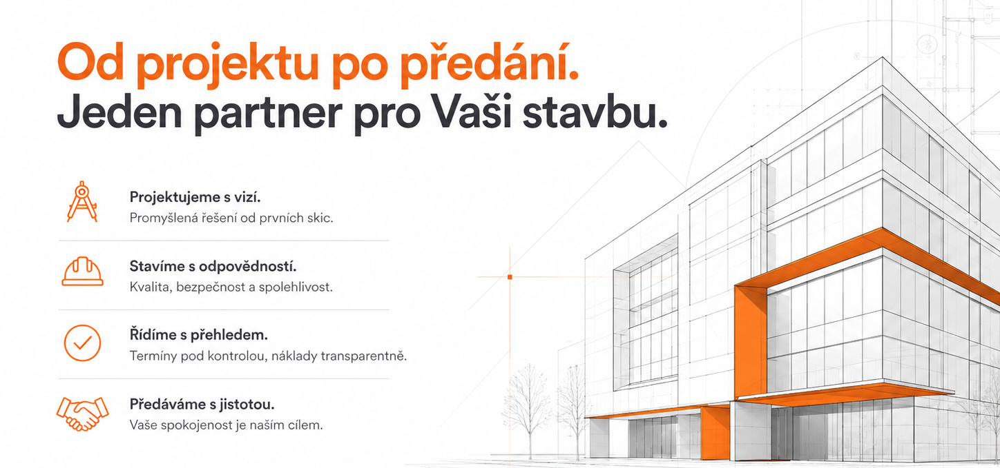 Od projektu po předání.
Jeden partner pro Vaši stavbu.
Projektujeme s vizí.
Promyšlená řešení od prvních skic.
Stavíme s odpovědností.
Kvalita, bezpečnost a spolehlivost.
Řídíme s přehledem.
Termíny pod kontrolou, náklady transparentně.
Předáváme s jistotou.
Vaše spokojenost je naším cílem.